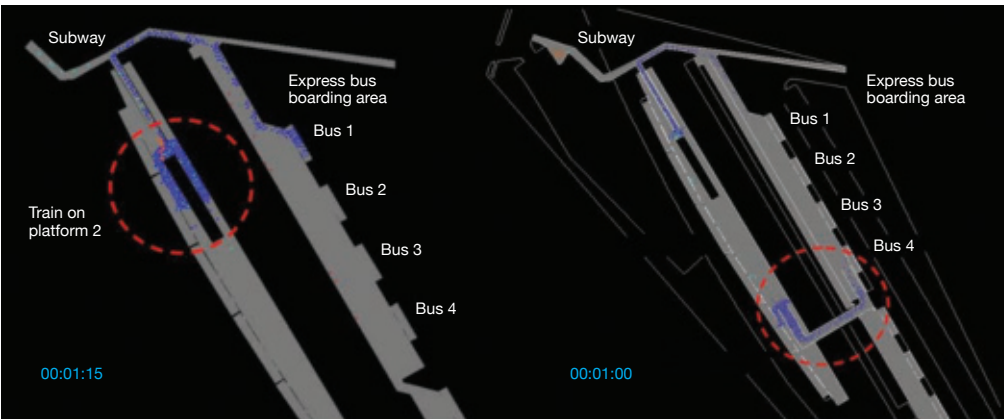 Subway
Express bus
boarding area
Bus 1
Bus 2
Train on
platform 2
Bus 3
Bus 4
00:01:15
Subway
Express bus
boarding area
Bus 1
Bus 2
Bus 3
Bus 4
00:01:00